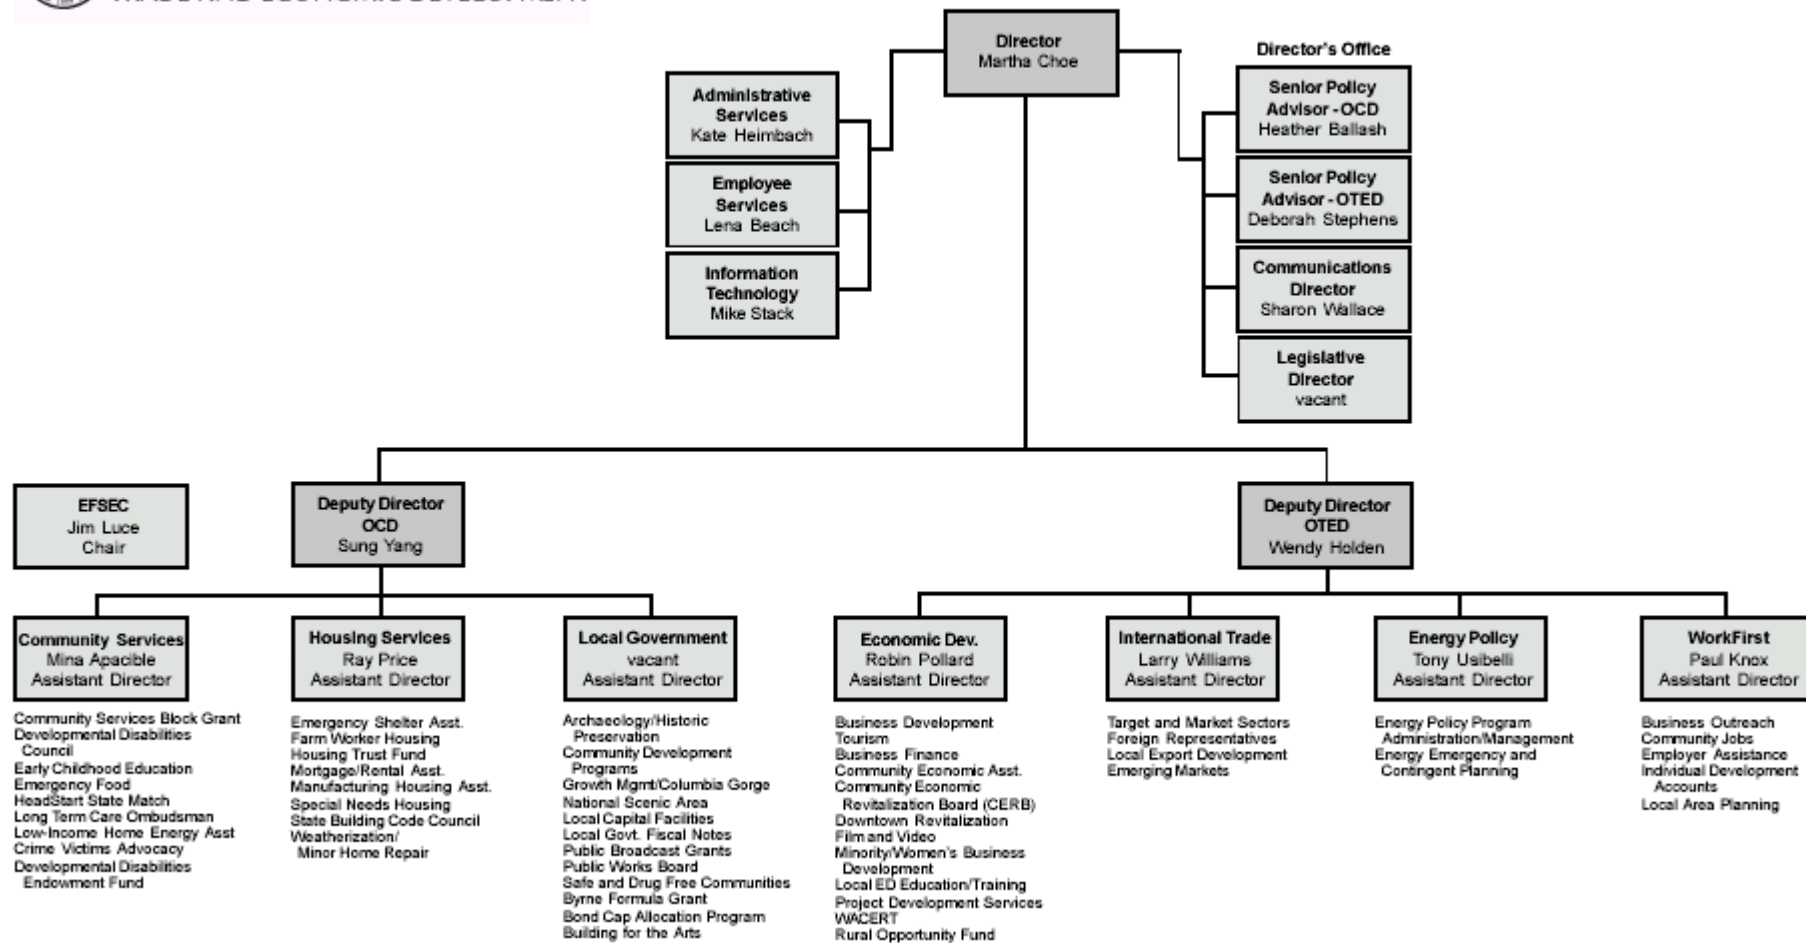 Director
Martha Choe
Administrative
Services
Kate Heimbach
Employee
Services
Lena Beach
Information
Technology
Mike Stack
Director's Office
Senior Policy
Advisor - OCD
Heather Ballash
Senior Policy
Advisor - OTED
Deborah Stephens
Communications
Director
Sharon Wallace
Legislative
Director
vacant
EFSEC
Jim Luce
Chair
Deputy Director
OCD
Sung Yang
Deputy Director
OTED
Wendy Holden
Community Services
Mina Apacible
Assistant Director
Community Services Block Grant
Developmental Disabilities
Council
Early Childhood Education
Emergency Food
HeadStart State Match
Long Term Care Ombudsman
Low-Income Home Energy Asst
Crime Victims Advocacy
Developmental Disabilities
Endowment Fund
Housing Services
Ray Price
Assistant Director
Emergency Shelter Asst.
Farm Worker Housing
Housing Trust Fund
Mortgage/Rental Asst.
Manufacturing Housing Asst.
Special Needs Housing
State Building Code Council
Weatherization/
Minor Home Repair
Local Government
vacant
Assistant Director
Archaeology/Historic
Preservation
Community Development
Programs
Growth Mgmt/Columbia Gorge
National Scenic Area
Local Capital Facilities
Local Govt. Fiscal Notes
Public Broadcast Grants
Public Works Board
Safe and Drug Free Communities
Byrne Formula Grant
Bond Cap Allocation Program
Building for the Arts
Economic Dev.
Robin Pollard
Assistant Director
Business Development
Tourism
Business Finance
Community Economic Asst.
Community Economic
Revitalization Board (CERB)
Downtown Revitalization
Film and Video
Minority/Women's Business
Development
Local ED Education/Training
Project Development Services
WACERT
Rural Opportunity Fund
International Trade
Larry Williams
Assistant Director
Target and Market Sectors
Foreign Representatives
Local Export Development
Emerging Markets
Energy Policy
Tony Usibelli
Assistant Director
Energy Policy Program
Administration/Management
Energy Emergency and
Contingent Planning
WorkFirst
Paul Knox
Assistant Director
Business Outreach
Community Jobs
Employer Assistance
Individual Development
Accounts
Local Area Planning